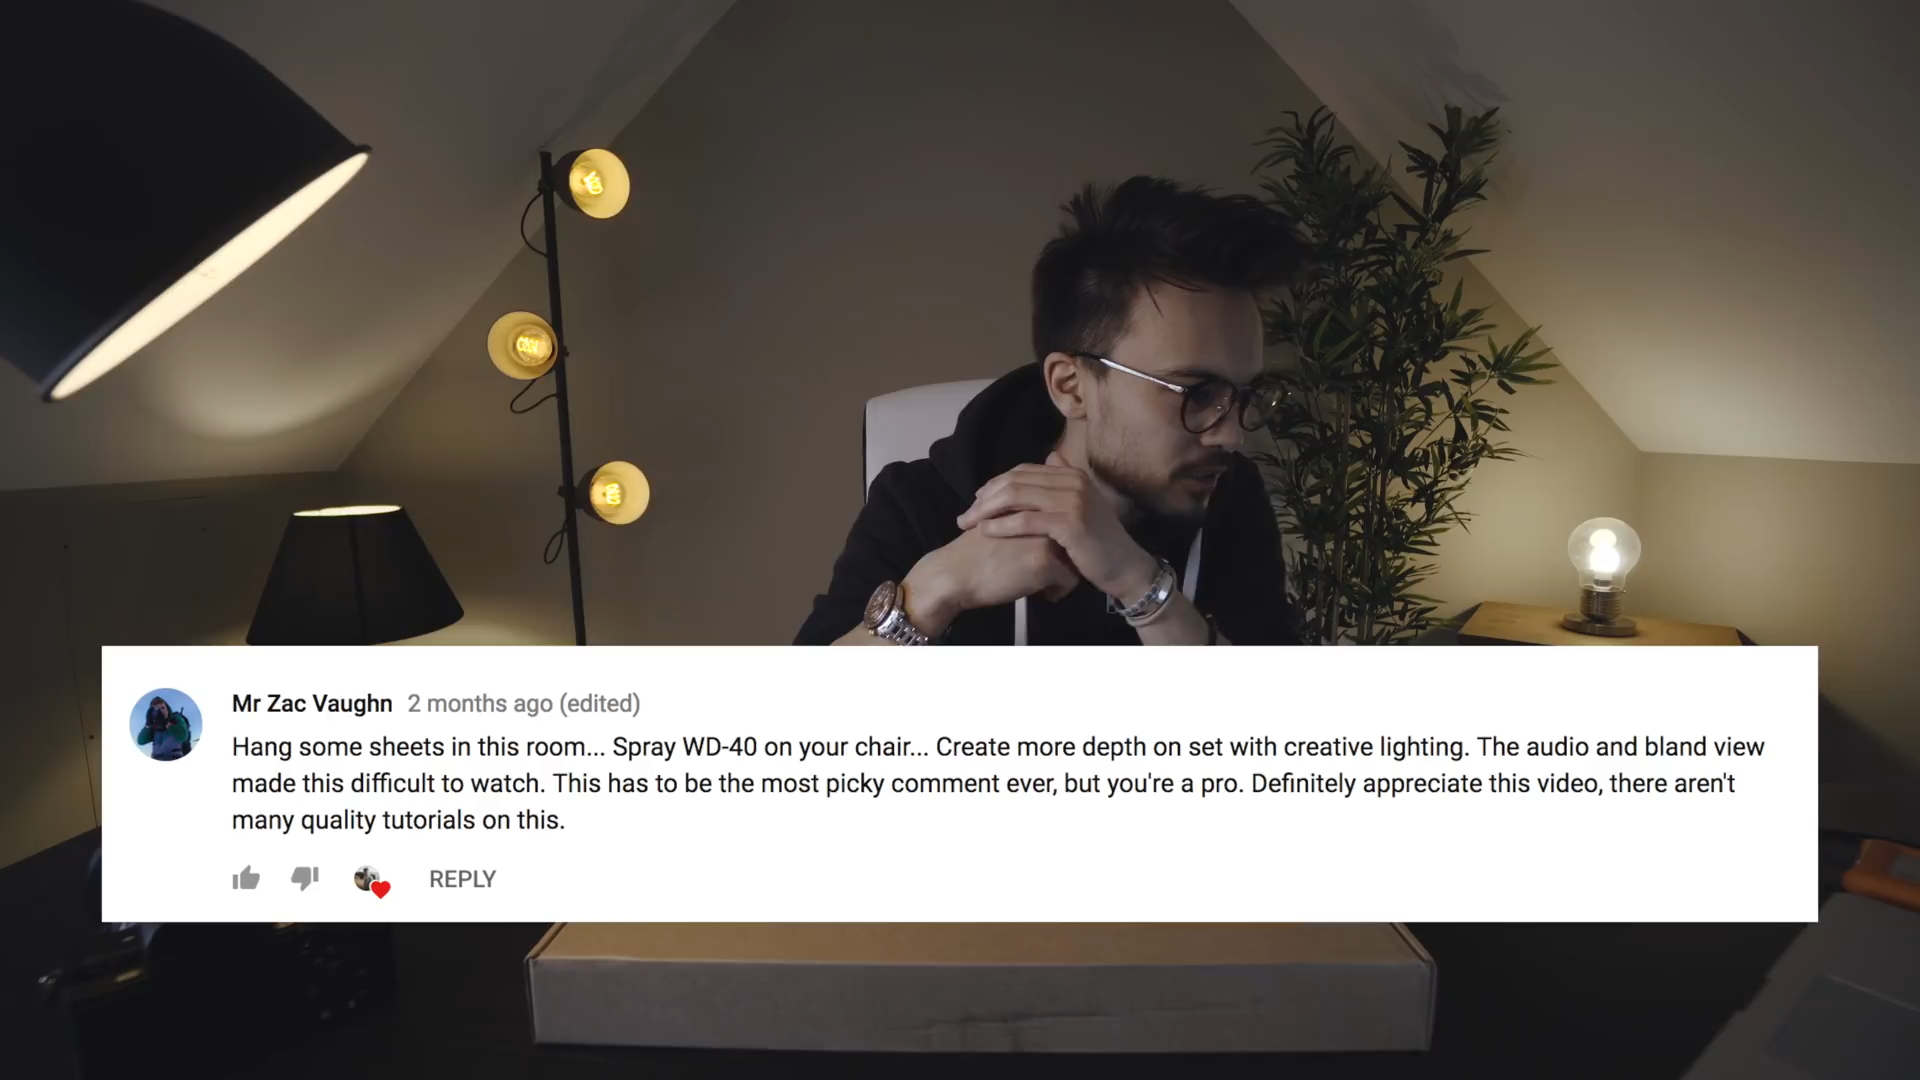 Mr Zac Vaughn 2 months ago (edited)
Hang some sheets in this room... Spray WD-40 on your chair... Create more depth on set with creative lighting. The audio and bland view
made this difficult to watch. This has to be the most picky comment ever, but you're a pro. Definitely appreciate this video, there aren't
many quality tutorials on this.
REPLY